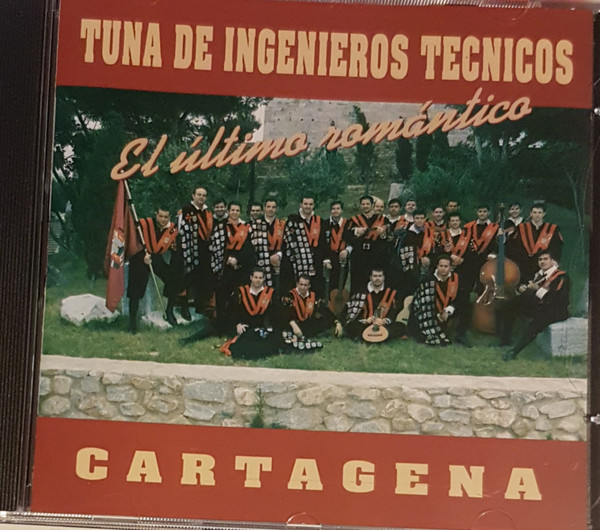 TUNA DE INGENIEROS TECNICOS
El último romántico
CARTAGENA